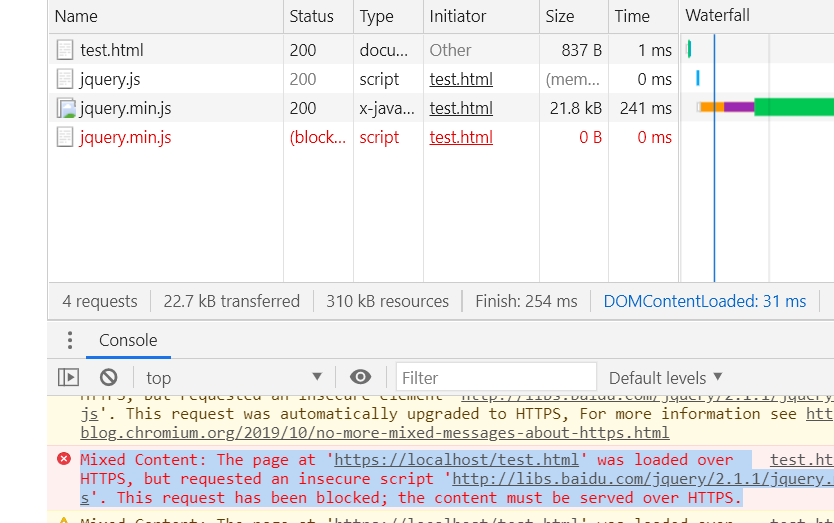 Name Status Type Initiator Size Time Waterfall
test.html 200 docu... Other 837 B 1 ms
jquery.js 200 script test.html (mem... 0 ms
jquery.min.js 200 x-java... test.html 21.8 kB 241 ms
jquery.min.js (block... script test.html 0 B 0 ms
4 requests 22.7 kB transferred 310 kB resources Finish: 254 ms DOMContentLoaded: 31 ms
Console
top Filter Default levels
HTTPS, but requested an insecure element 'http://libs.baidu.com/jquery/2.1.1/jquery
js'. This request was automatically upgraded to HTTPS, For more information see htt
blog.chromium.org/2019/10/no-more-mixed-messages-about-https.html
Mixed Content: The page at 'https://localhost/test.html' was loaded over test.ht
HTTPS, but requested an insecure script 'http://libs.baidu.com/jquery/2.1.1/jquery.
s'. This request has been blocked; the content must be served over HTTPS.
Mixed Content: The page at 'https://localhost/test.html' was loaded over test.ht